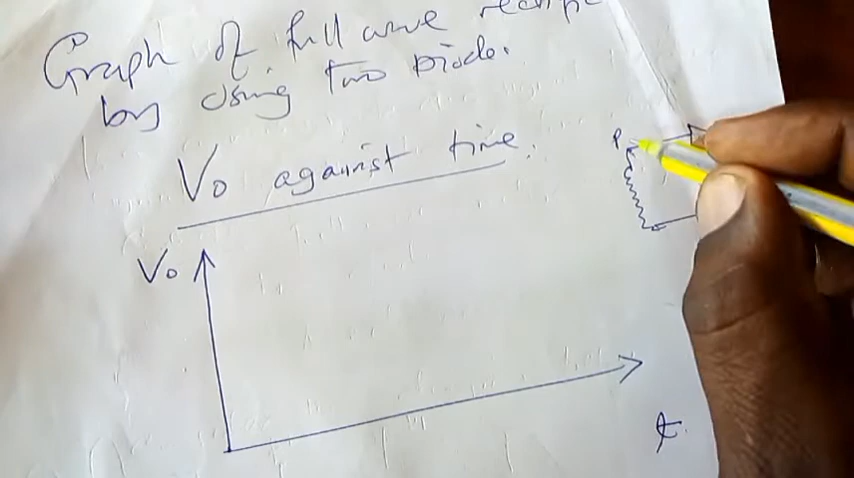 Graph of full wave
by using two diode.
Vo against time.
P
Vo
t